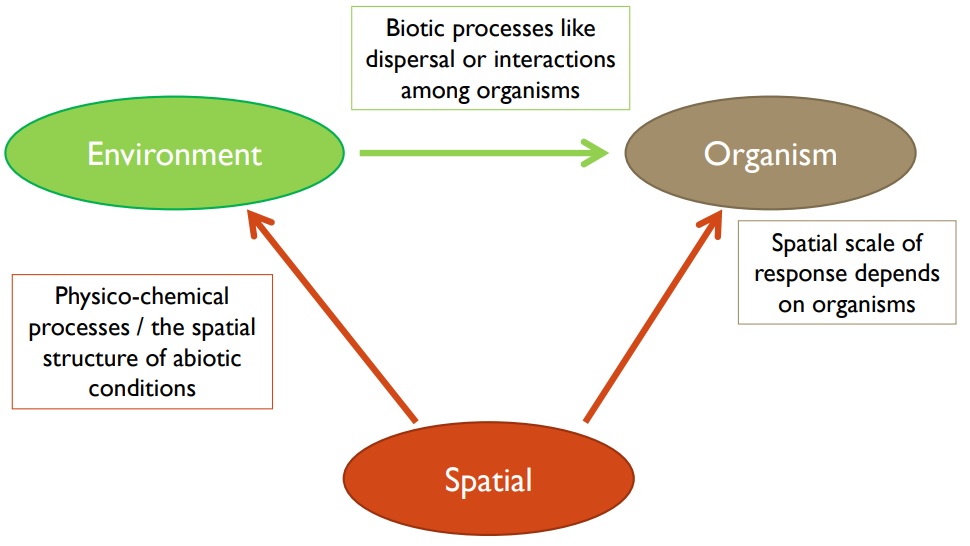 Biotic processes like
dispersal or interactions
among organisms
Environment
Organism
Spatial scale of
response depends
on organisms
Physico-chemical
processes / the spatial
structure of abiotic
conditions
Spatial